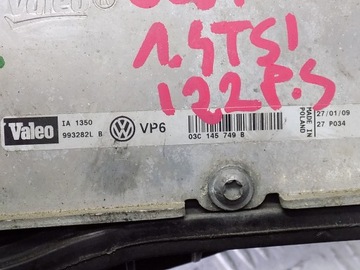 Valeo
1.4TSI
122P.S
Valeo
IA 1350
993282L B
VP6
03C 145 749 B
MADE IN
POLAND
27/01/09
27 P034